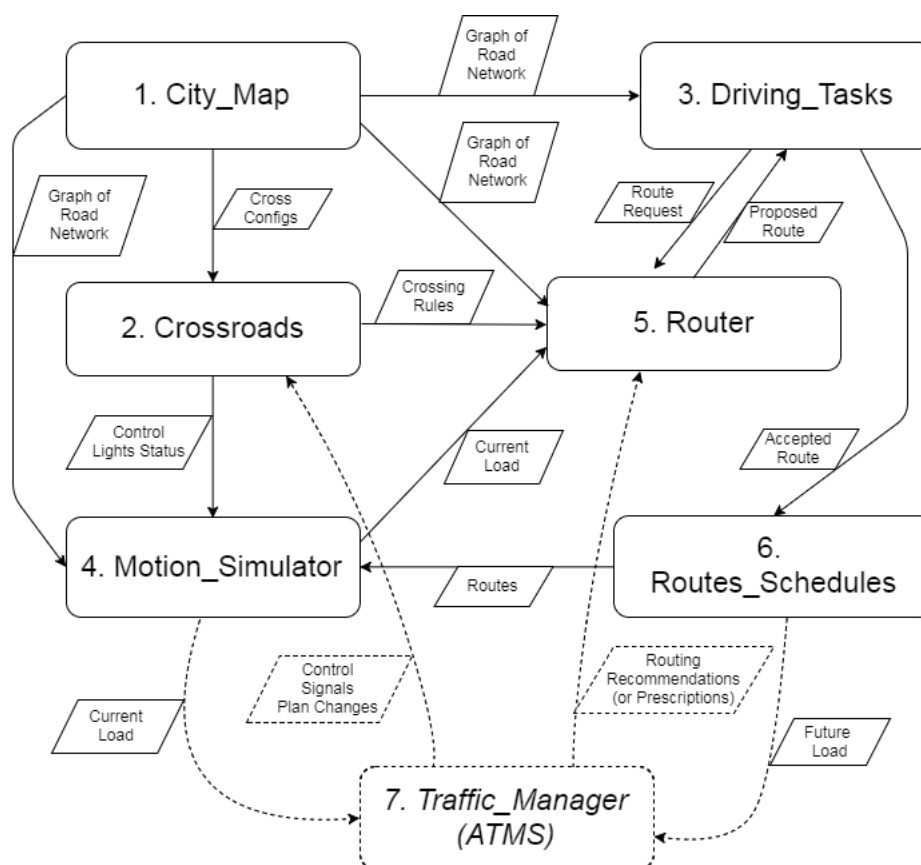 Graph of
Road
Network
1. City_Map
3. Driving_Tasks
Graph of
Road
Network
Graph of
Road
Network
Cross
Configs
Route
Request
Proposed
Route
Crossing
Rules
2. Crossroads
5. Router
Control
Lights Status
Current
Load
Accepted
Route
4. Motion_Simulator
Routes
6.
Routes_Schedules
Current
Load
Control
Signals
Plan Changes
Routing
Recommendations
(or Prescriptions)
Future
Load
7. Traffic_Manager
(ATMS)